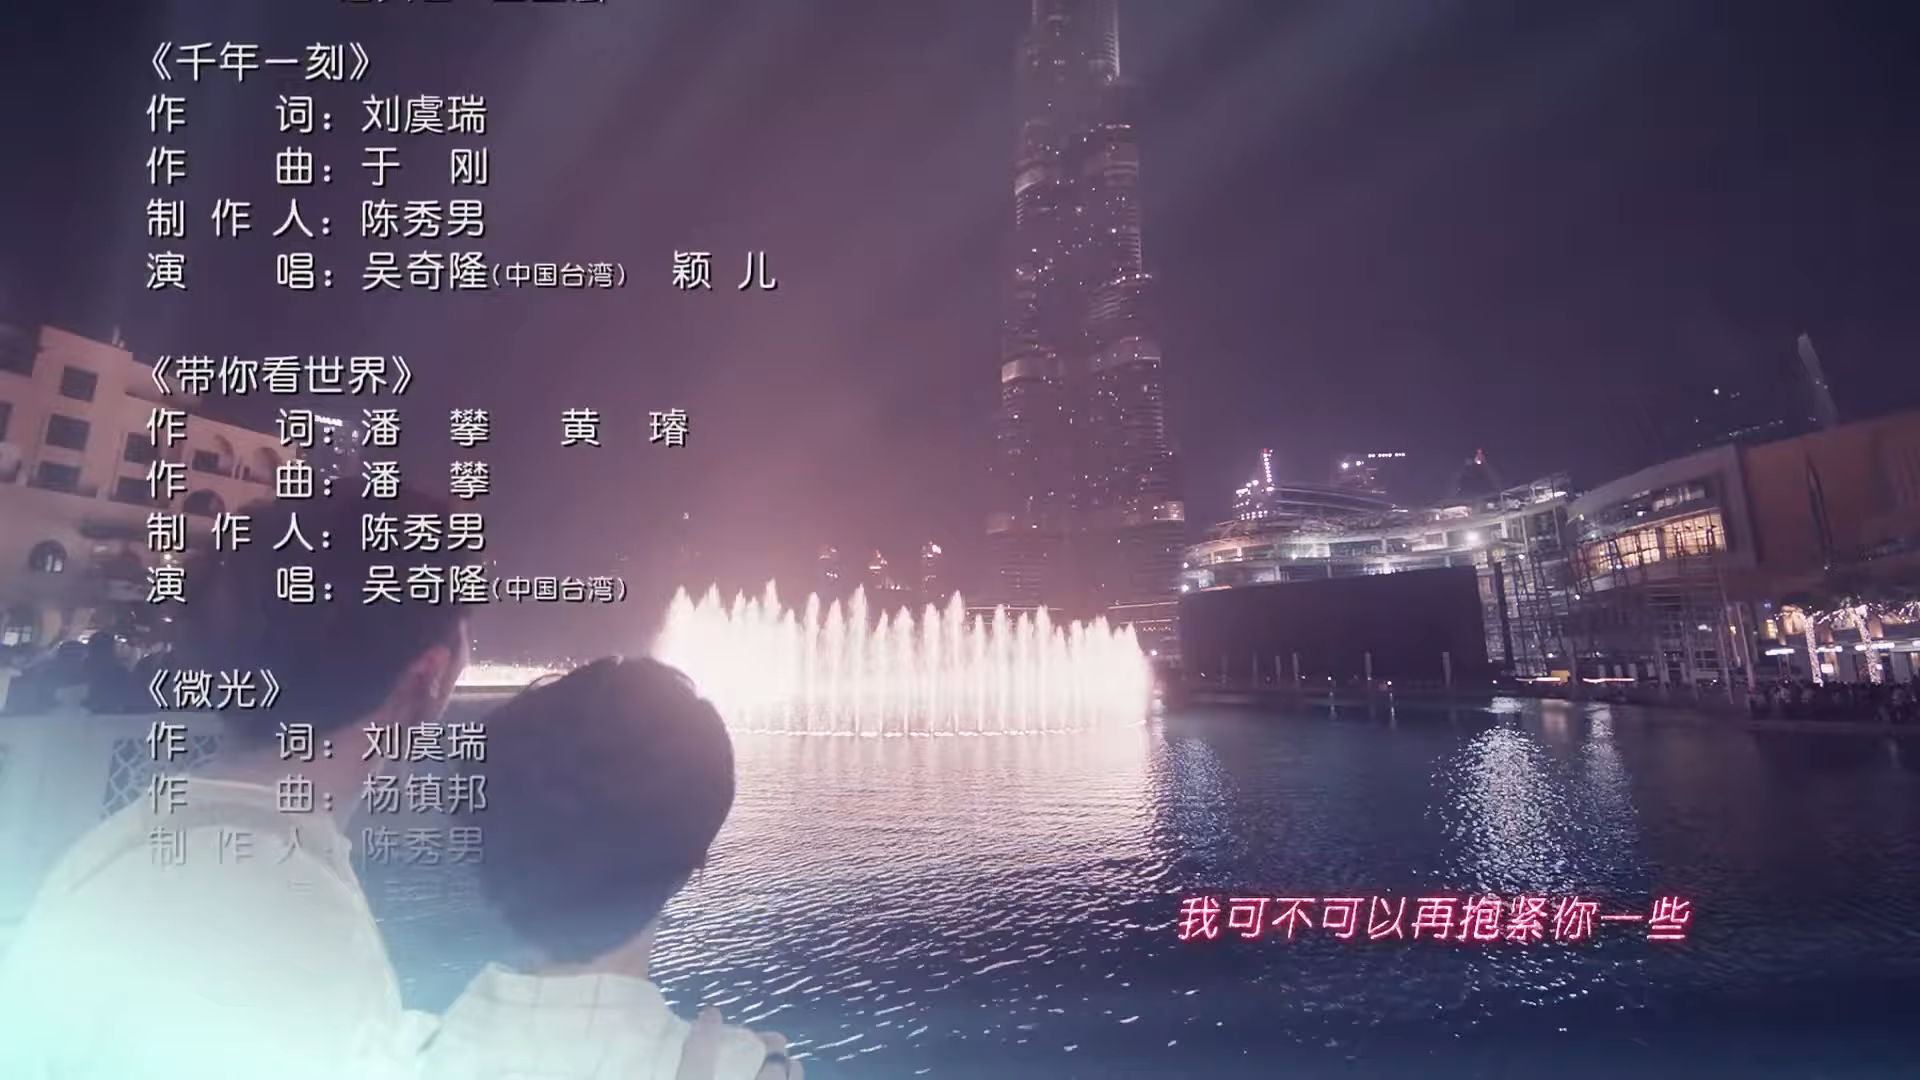 《千年一刻》
作 词：刘虞瑞
作 曲：于 刚
制 作 人：陈秀男
演 唱：吴奇隆（中国台湾） 颖 儿
《带你看世界》
作 词：潘 攀 黄 璿
作 曲：潘 攀
制 作 人：陈秀男
演 唱：吴奇隆（中国台湾）
《微光》
作 词：刘虞瑞
作 曲：杨镇邦
制 作 人：陈秀男
我可不可以再抱紧你一些